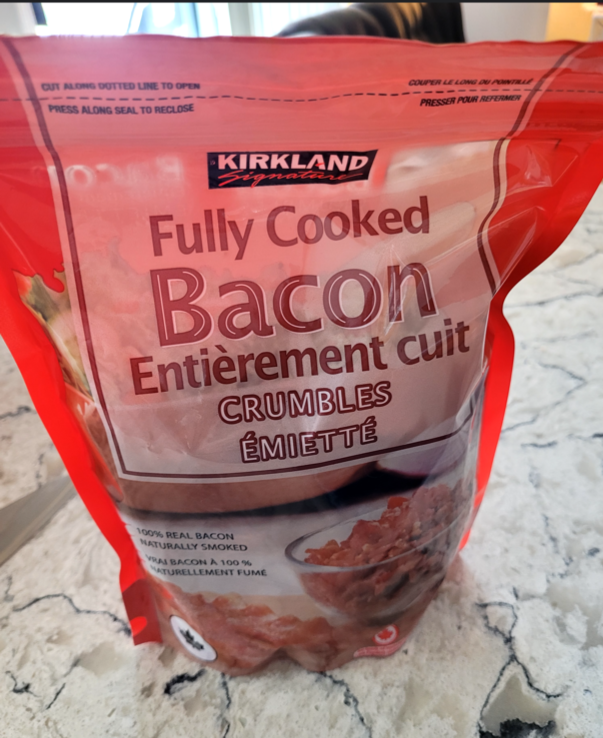 CUT ALONG DOTTED LINE TO OPEN
PRESS ALONG SEAL TO RECLOSE
COUPER LE LONG DU POINTILLÉ
PRESSER POUR REFERMER
KIRKLAND
Signature
Fully Cooked
Bacon
Entièrement cuit
CRUMBLES
ÉMIETTÉ
100% REAL BACON
NATURALLY SMOKED
VRAI BACON À 100 %
NATURELLEMENT FUMÉ